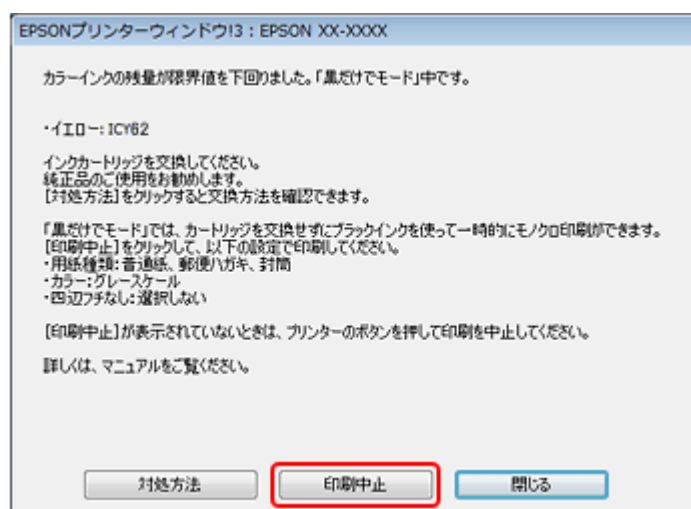 EPSONプリンターウィンドウ!3 : EPSON XX-XXXX
カラーインクの残量が限界値を下回りました。「黒だけでモード」中です。
・イエロー: ICY62
インクカートリッジを交換してください。
純正品のご使用をお勧めします。
[対処方法]をクリックすると交換方法を確認できます。
「黒だけでモード」では、カートリッジを交換せずにブラックインクを使って一時的にモノクロ印刷ができます。
[印刷中止]をクリックして、以下の設定で印刷してください。
・用紙種類: 普通紙、郵便ハガキ、封筒
・カラー: グレースケール
・四辺フチなし: 選択しない
[印刷中止]が表示されていないときは、プリンターのボタンを押して印刷を中止してください。
詳しくは、マニュアルをご覧ください。
対処方法 印刷中止 閉じる